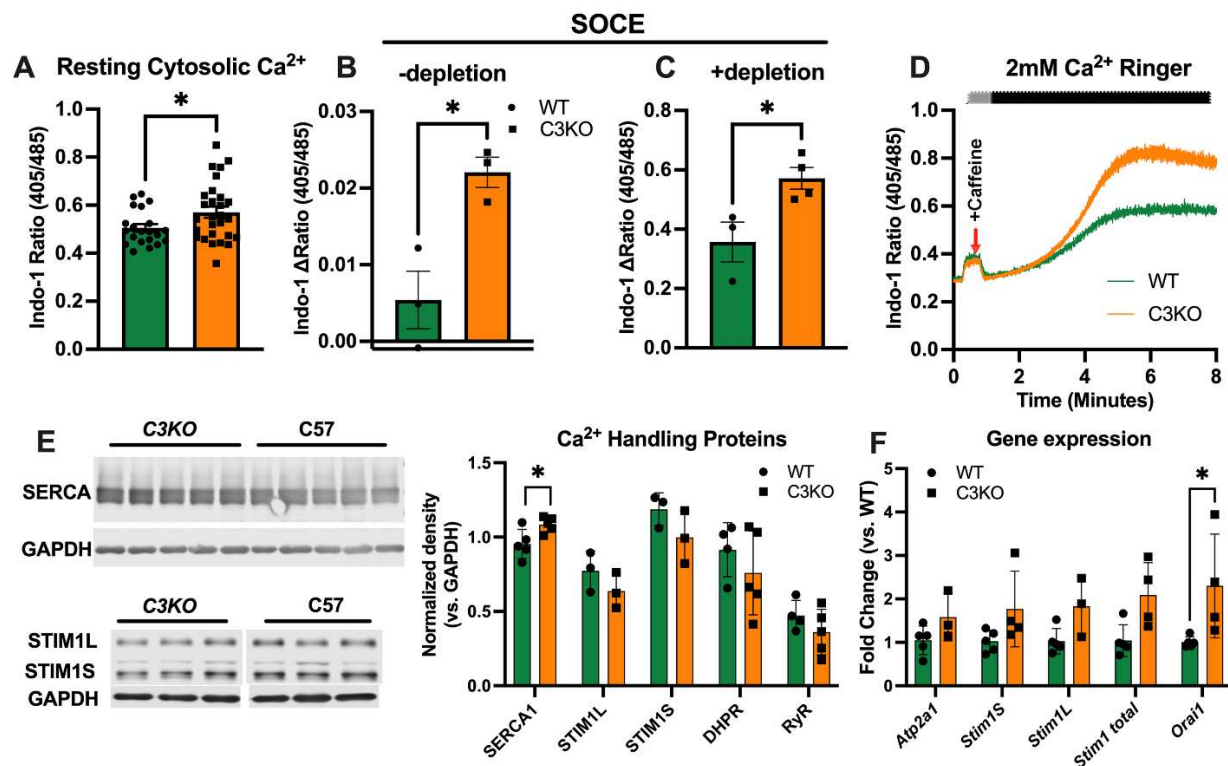 SOCE
A Resting Cytosolic Ca²⁺
*
Indo-1 Ratio (405/485)
1.0
0.8
0.6
0.4
0.2
0.0
B
-depletion
WT
C3KO
*
Indo-1 ΔRatio (405/485)
0.03
0.02
0.01
0.00
C
+depletion
*
Indo-1 ΔRatio (405/485)
0.8
0.6
0.4
0.2
0.0
D
2mM Ca²⁺ Ringer
+Caffeine
Indo-1 Ratio (405/485)
1.0
0.8
0.6
0.4
0.2
0.0
WT
C3KO
0 2 4 6 8
Time (Minutes)
E
C3KO C57
SERCA
GAPDH
C3KO C57
STIM1L
STIM1S
GAPDH
Ca²⁺ Handling Proteins
WT
C3KO
*
Normalized density
(vs. GAPDH)
1.5
1.0
0.5
0.0
SERCA1 STIM1L STIM1S DHPR RyR
F
Gene expression
WT
C3KO
*
Fold Change (vs. WT)
5
4
3
2
1
0
Atp2a1 Stim1S Stim1L Stim1 total Orai1